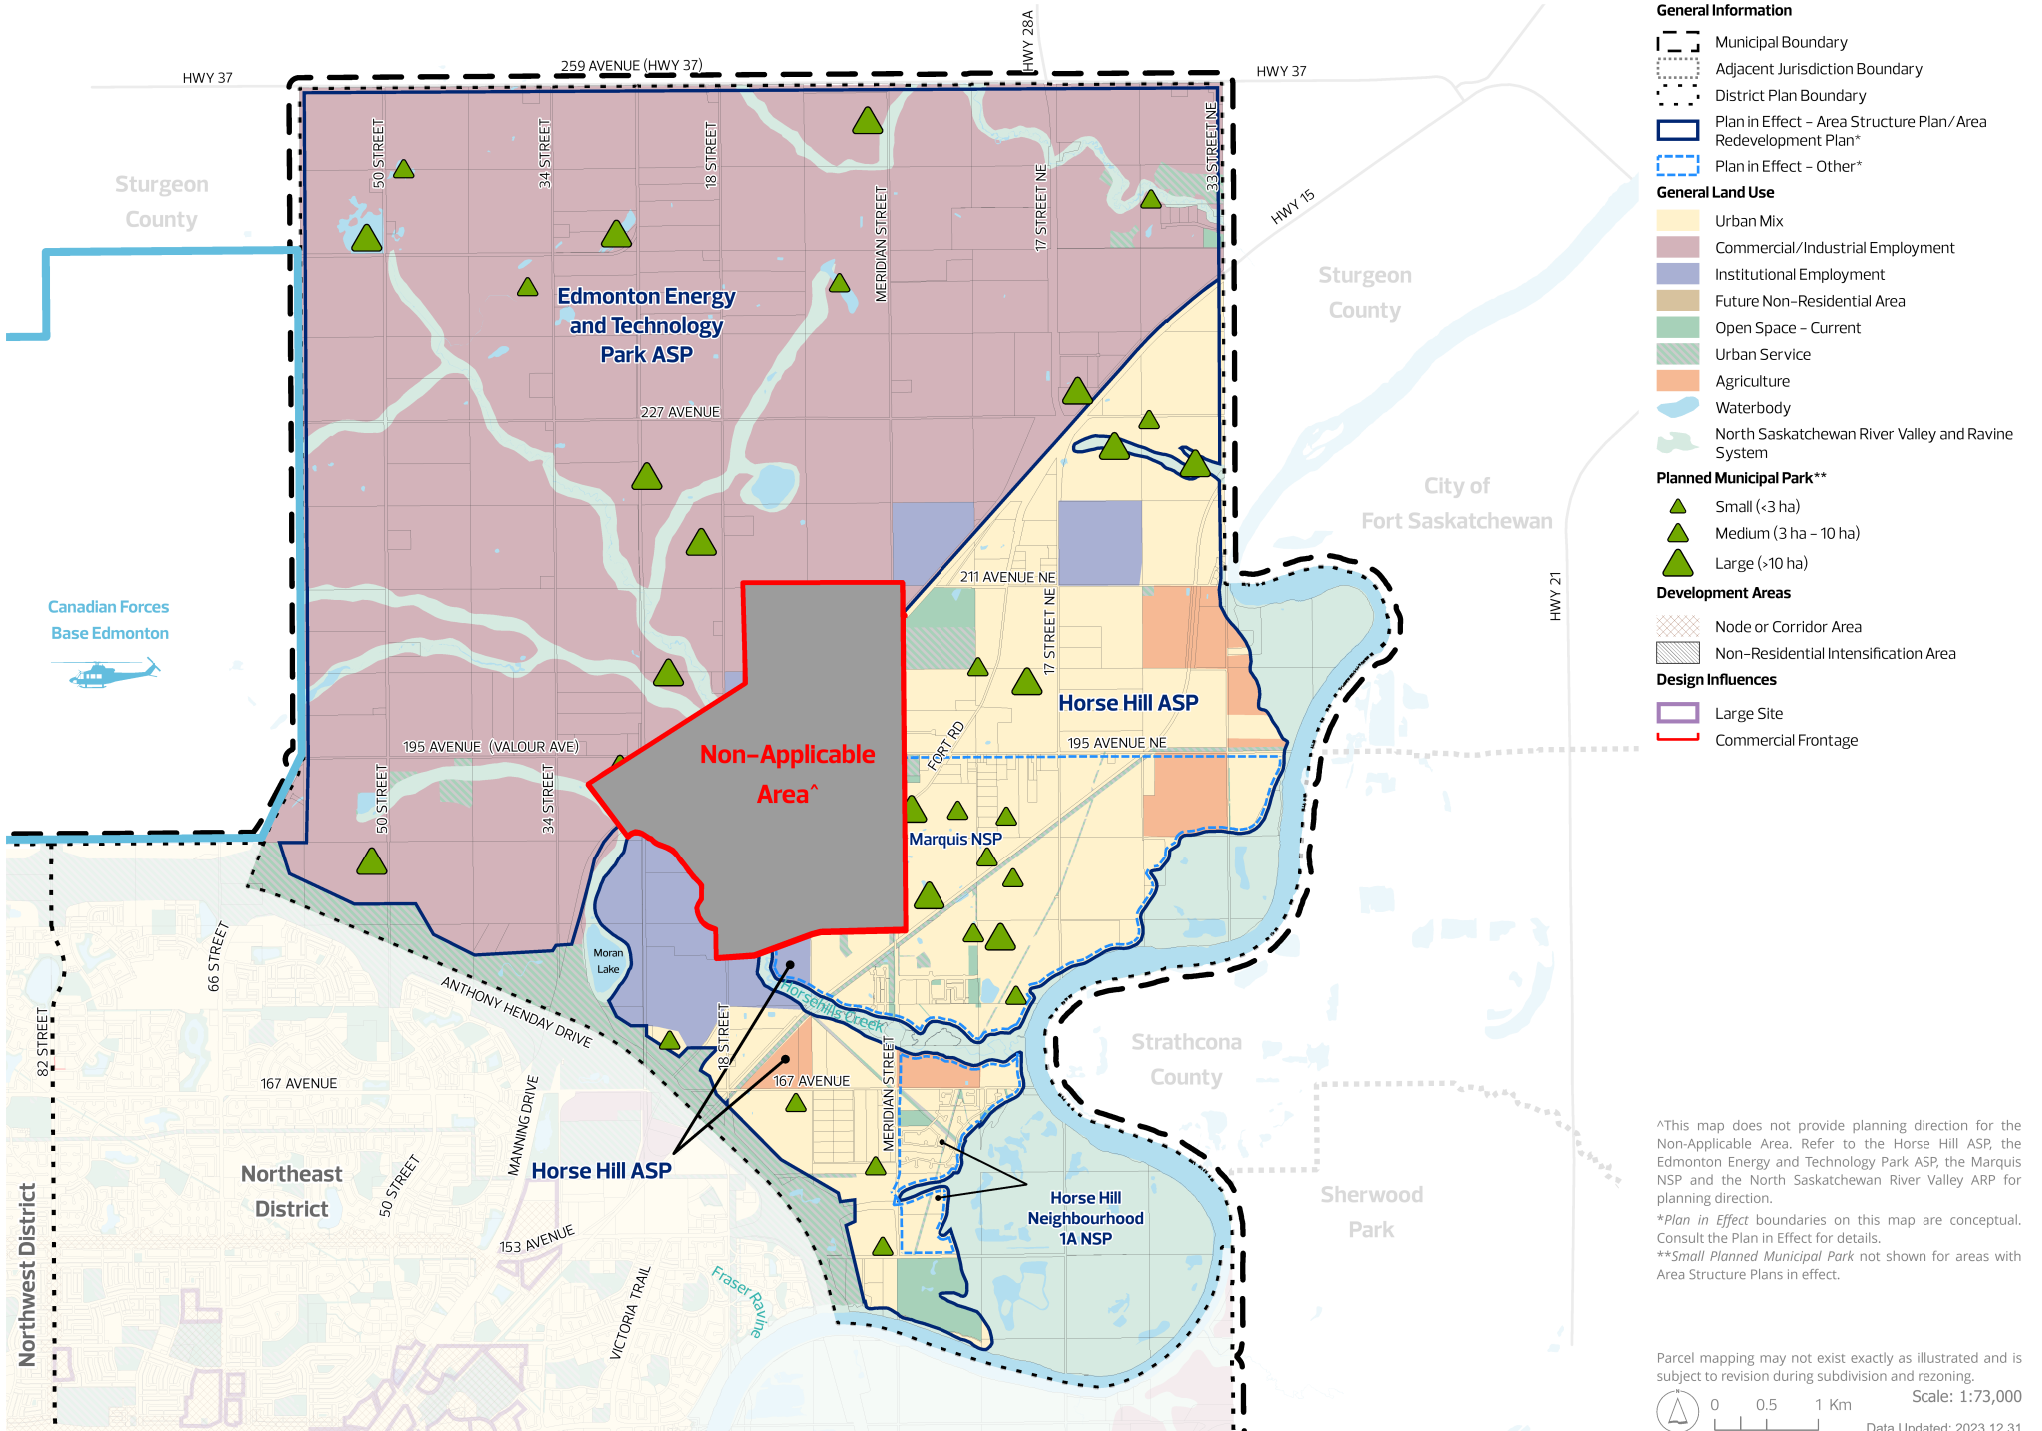 HWY 37
259 AVENUE (HWY 37)
HWY 28A
HWY 37
Sturgeon
County
50 STREET
34 STREET
18 STREET
MERIDIAN STREET
17 STREET NE
33 STREET NE
HWY 15
Edmonton Energy
and Technology
Park ASP
Sturgeon
County
227 AVENUE
City of
Fort Saskatchewan
HWY 21
211 AVENUE NE
17 STREET NE
Canadian Forces
Base Edmonton
Horse Hill ASP
195 AVENUE (VALOUR AVE)
195 AVENUE NE
FORT RD
Non-Applicable
Area^
50 STREET
34 STREET
Marquis NSP
Moran
Lake
66 STREET
ANTHONY HENDAY DRIVE
Horsehills Creek
82 STREET
18 STREET
MERIDIAN STREET
167 AVENUE
167 AVENUE
MANNING DRIVE
Strathcona
County
Horse Hill ASP
Northeast
District
50 STREET
Horse Hill
Neighbourhood
1A NSP
Sherwood
Park
153 AVENUE
Fraser Ravine
VICTORIA TRAIL
Northwest District
General Information
Municipal Boundary
Adjacent Jurisdiction Boundary
District Plan Boundary
Plan in Effect - Area Structure Plan/Area
Redevelopment Plan*
Plan in Effect - Other*
General Land Use
Urban Mix
Commercial/Industrial Employment
Institutional Employment
Future Non-Residential Area
Open Space - Current
Urban Service
Agriculture
Waterbody
North Saskatchewan River Valley and Ravine
System
Planned Municipal Park**
Small (<3 ha)
Medium (3 ha - 10 ha)
Large (>10 ha)
Development Areas
Node or Corridor Area
Non-Residential Intensification Area
Design Influences
Large Site
Commercial Frontage
^This map does not provide planning direction for the
Non-Applicable Area. Refer to the Horse Hill ASP, the
Edmonton Energy and Technology Park ASP, the Marquis
NSP and the North Saskatchewan River Valley ARP for
planning direction.
*Plan in Effect boundaries on this map are conceptual.
Consult the Plan in Effect for details.
**Small Planned Municipal Park not shown for areas with
Area Structure Plans in effect.
Parcel mapping may not exist exactly as illustrated and is
subject to revision during subdivision and rezoning.
N
Scale: 1:73,000
0 0.5 1 Km
Data Updated: 2023.12.31